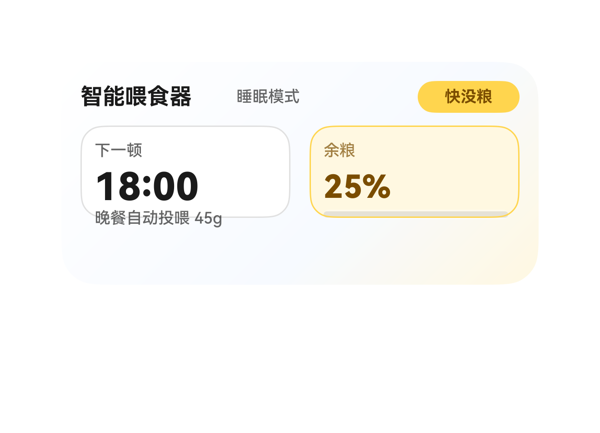 智能喂食器
睡眠模式
快没粮
下一顿
18:00
晚餐自动投喂 45g
余粮
25%